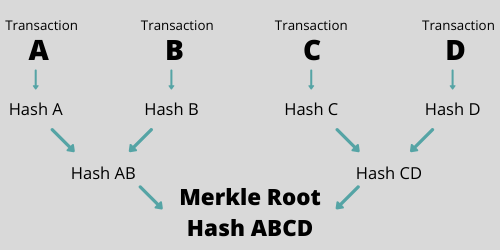 Transaction Transaction Transaction Transaction
A B C D
Hash A Hash B Hash C Hash D
Hash AB Hash CD
Merkle Root
Hash ABCD